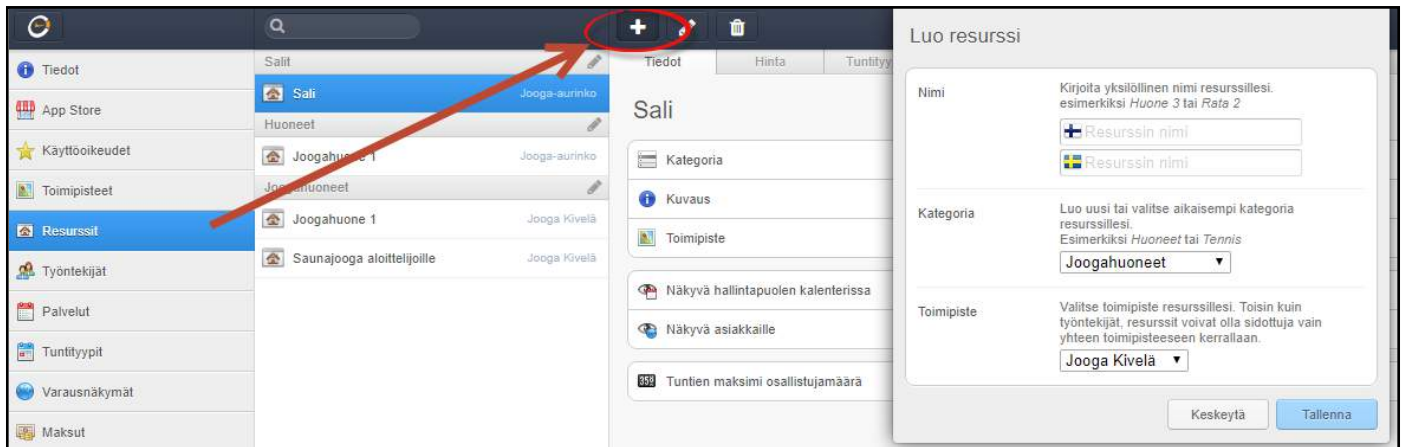 Tiedot
App Store
Käyttöoikeudet
Toimipisteet
Resurssit
Työntekijät
Palvelut
Tuntityypit
Varausnäkymät
Maksut
Salit
Sali Jooga-aurinko
Huoneet
Joogahuone 1 Jooga-aurinko
Joogahuoneet
Joogahuone 1 Jooga Kivelä
Saunajooga aloittelijoille Jooga Kivelä
Tiedot Hinta Tuntityy
Sali
Kategoria
Kuvaus
Toimipiste
Näkyvä hallintapuolen kalenterissa
Näkyvä asiakkaille
Tuntien maksimi osallistujamäärä
Luo resurssi
Nimi
Kirjoita yksilöllinen nimi resurssillesi.
esimerkiksi Huone 3 tai Rata 2
Resurssin nimi
Resurssin nimi
Kategoria
Luo uusi tai valitse aikaisempi kategoria
resurssillesi.
Esimerkiksi Huoneet tai Tennis
Joogahuoneet
Toimipiste
Valitse toimipiste resurssillesi. Toisin kuin
työntekijät, resurssit voivat olla sidottuja vain
yhteen toimipisteeseen kerrallaan.
Jooga Kivelä
Keskeytä Tallenna